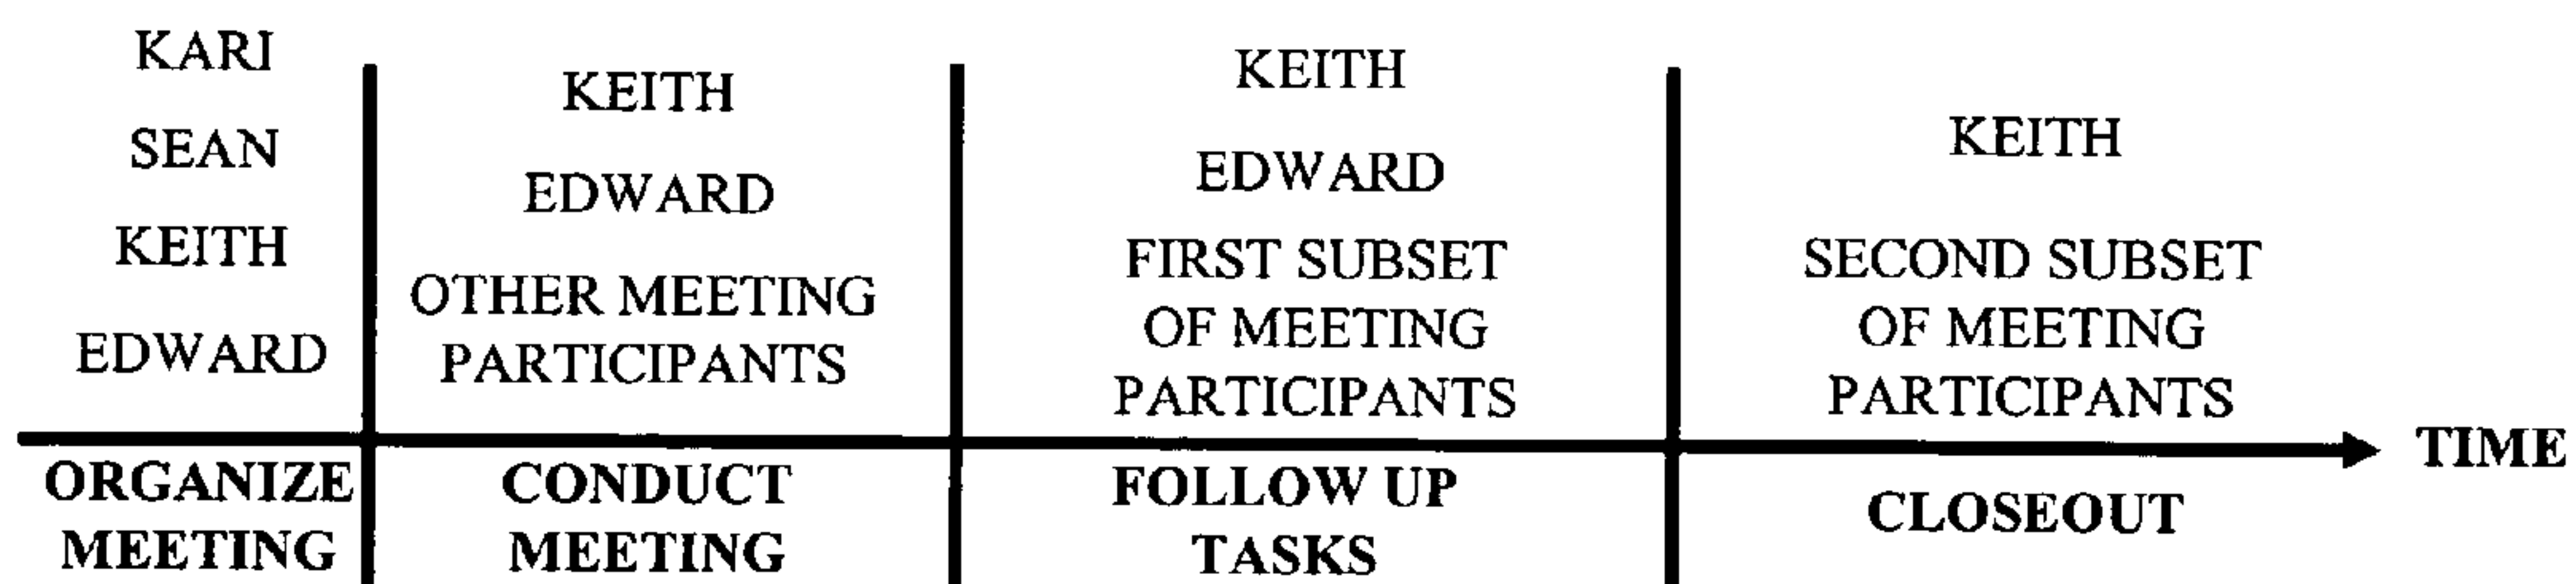 KARI
SEAN
KEITH
EDWARD
KEITH
EDWARD
OTHER MEETING
PARTICIPANTS
KEITH
EDWARD
FIRST SUBSET
OF MEETING
PARTICIPANTS
KEITH
SECOND SUBSET
OF MEETING
PARTICIPANTS
TIME
ORGANIZE
MEETING
CONDUCT
MEETING
FOLLOW UP
TASKS
CLOSEOUT